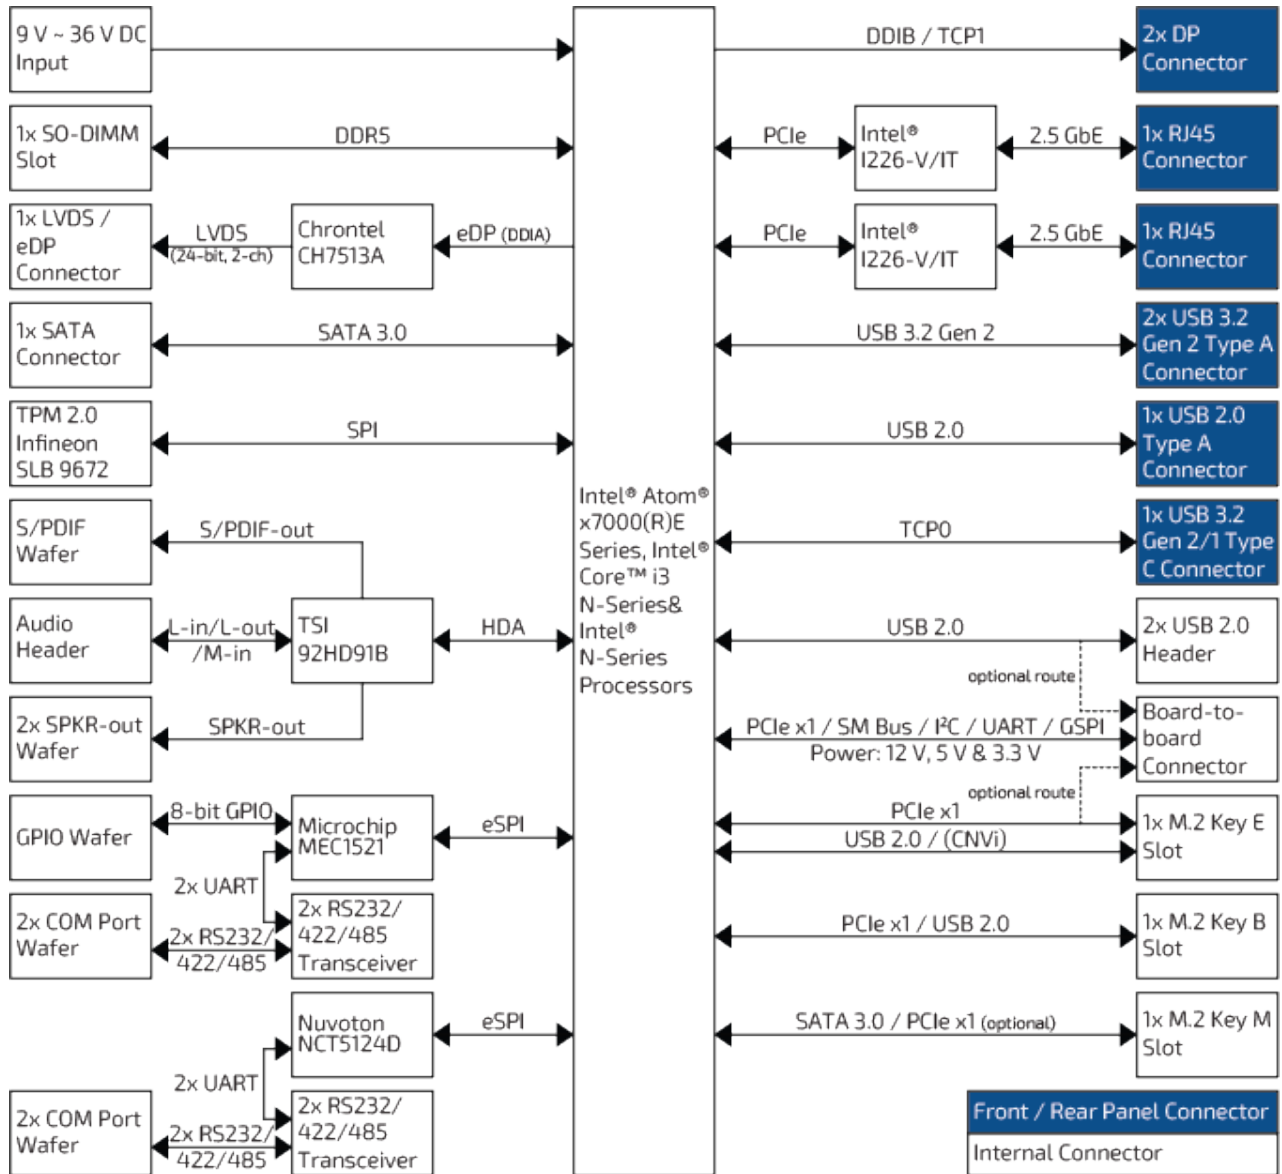 9 V ~ 36 V DC
Input
DDIB / TCP1
2x DP
Connector
1x SO-DIMM
Slot
DDR5
PCIe
Intel®
I226-V/IT
2.5 GbE
1x RJ45
Connector
1x LVDS /
eDP
Connector
LVDS
(24-bit, 2-ch)
Chrontel
CH7513A
eDP (DDIA)
PCIe
Intel®
I226-V/IT
2.5 GbE
1x RJ45
Connector
1x SATA
Connector
SATA 3.0
USB 3.2 Gen 2
2x USB 3.2
Gen 2 Type A
Connector
TPM 2.0
Infineon
SLB 9672
SPI
USB 2.0
1x USB 2.0
Type A
Connector
Intel® Atom®
x7000(R)E
Series, Intel®
Core™ i3
N-Series&
Intel®
N-Series
Processors
S/PDIF
Wafer
S/PDIF-out
TCP0
1x USB 3.2
Gen 2/1 Type
C Connector
Audio
Header
L-in/L-out
/M-in
TSI
92HD91B
HDA
USB 2.0
2x USB 2.0
Header
optional route
2x SPKR-out
Wafer
SPKR-out
PCIe x1 / SM Bus / I²C / UART / GSPI
Power: 12 V, 5 V & 3.3 V
Board-to-
board
Connector
optional route
GPIO Wafer
8-bit GPIO
Microchip
MEC1521
eSPI
PCIe x1
USB 2.0 / (CNVi)
1x M.2 Key E
Slot
2x UART
2x COM Port
Wafer
2x RS232/
422/485
2x RS232/
422/485
Transceiver
PCIe x1 / USB 2.0
1x M.2 Key B
Slot
Nuvoton
NCT5124D
eSPI
SATA 3.0 / PCIe x1 (optional)
1x M.2 Key M
Slot
2x UART
2x COM Port
Wafer
2x RS232/
422/485
2x RS232/
422/485
Transceiver
Front / Rear Panel Connector
Internal Connector